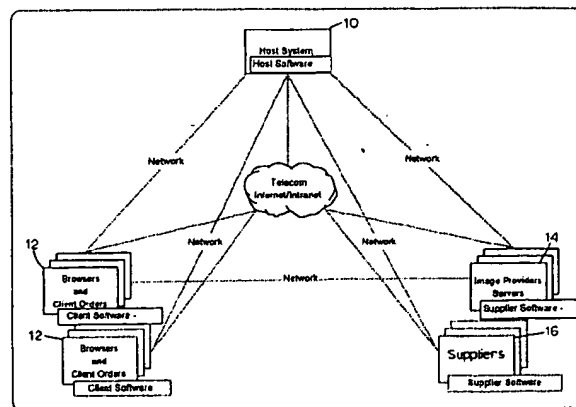 10
Host System
Host Software
Network
Network
Telecom
Internet/Intranet
12
Network
Network
14
Browsers
and
Client Orders
Client Software -
Network
Image Providers
Servers
Supplier Software -
12
16
Browsers
and
Client Orders
Client Software
Suppliers
Supplier Software